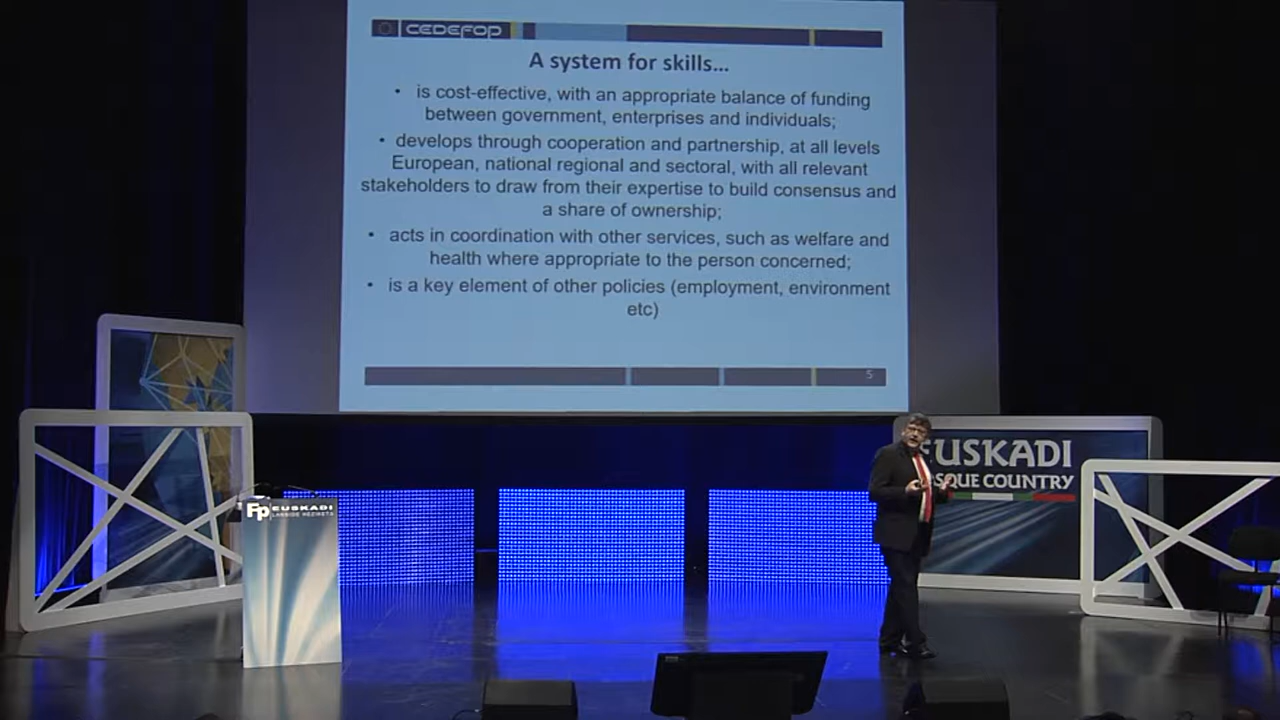 CEDEFOP
A system for skills...
• is cost-effective, with an appropriate balance of funding
between government, enterprises and individuals;
• develops through cooperation and partnership, at all levels
European, national regional and sectoral, with all relevant
stakeholders to draw from their expertise to build consensus and
a share of ownership;
• acts in coordination with other services, such as welfare and
health where appropriate to the person concerned;
• is a key element of other policies (employment, environment
etc)
5
EUSKADI
SQUE COUNTRY
Fp EUSKADI
LANBIDE HEZIKETA